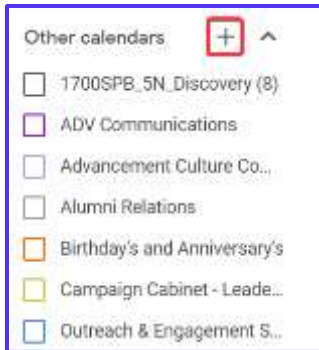 Other calendars
1700SPB_5N_Discovery (8)
ADV Communications
Advancement Culture Co...
Alumni Relations
Birthday's and Anniversary's
Campaign Cabinet - Leade...
Outreach & Engagement S...